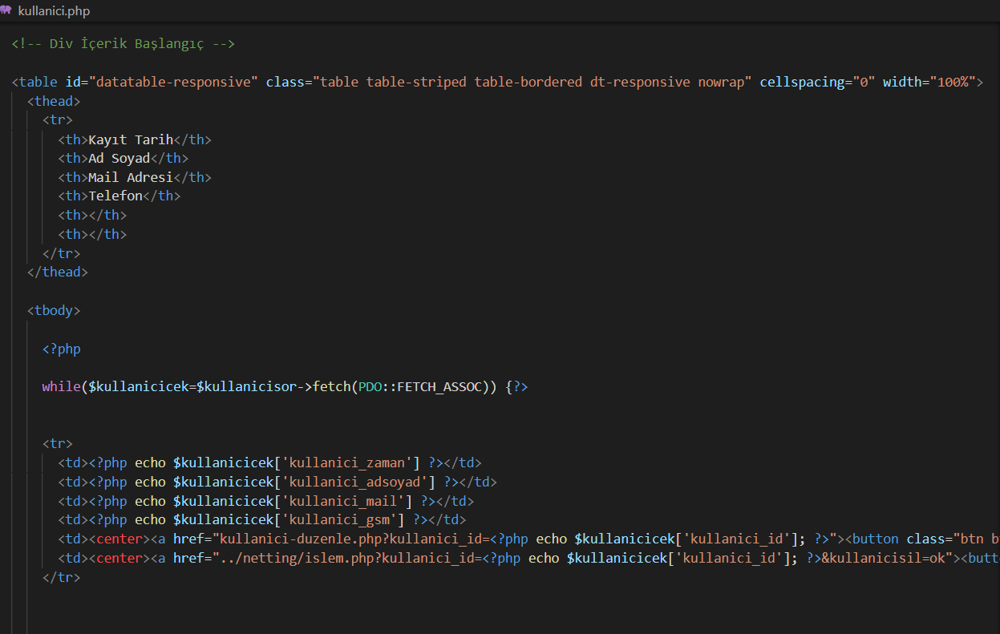 kullanici.php
<!-- Div İçerik Başlangıç -->
<table id="datatable-responsive" class="table table-striped table-bordered dt-responsive nowrap" cellspacing="0" width="100%">
<thead>
<tr>
<th>Kayıt Tarih</th>
<th>Ad Soyad</th>
<th>Mail Adresi</th>
<th>Telefon</th>
<th></th>
<th></th>
</tr>
</thead>
<tbody>
<?php
while($kullanicicek=$kullanicisor->fetch(PDO::FETCH_ASSOC)) {?>
<tr>
<td><?php echo $kullanicicek['kullanici_zaman'] ?></td>
<td><?php echo $kullanicicek['kullanici_adsoyad'] ?></td>
<td><?php echo $kullanicicek['kullanici_mail'] ?></td>
<td><?php echo $kullanicicek['kullanici_gsm'] ?></td>
<td><center><a href="kullanici-duzenle.php?kullanici_id=<?php echo $kullanicicek['kullanici_id']; ?>"><button class="btn b
<td><center><a href="../netting/islem.php?kullanici_id=<?php echo $kullanicicek['kullanici_id']; ?>&kullanicisil=ok"><butt
</tr>